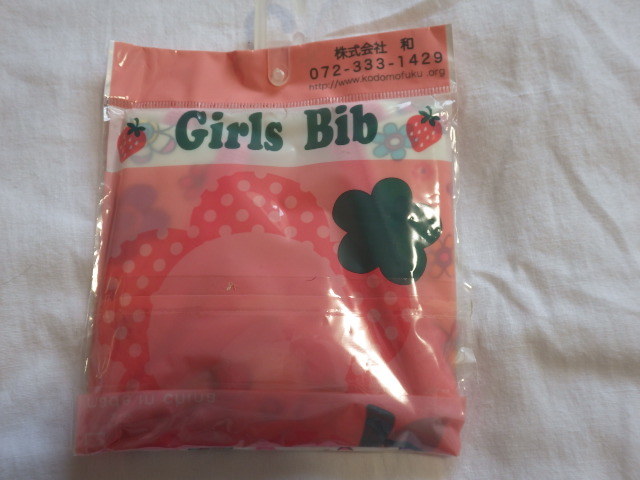 株式会社 和
072-333-1429
http://www.kodomofuku.org
Girls Bib